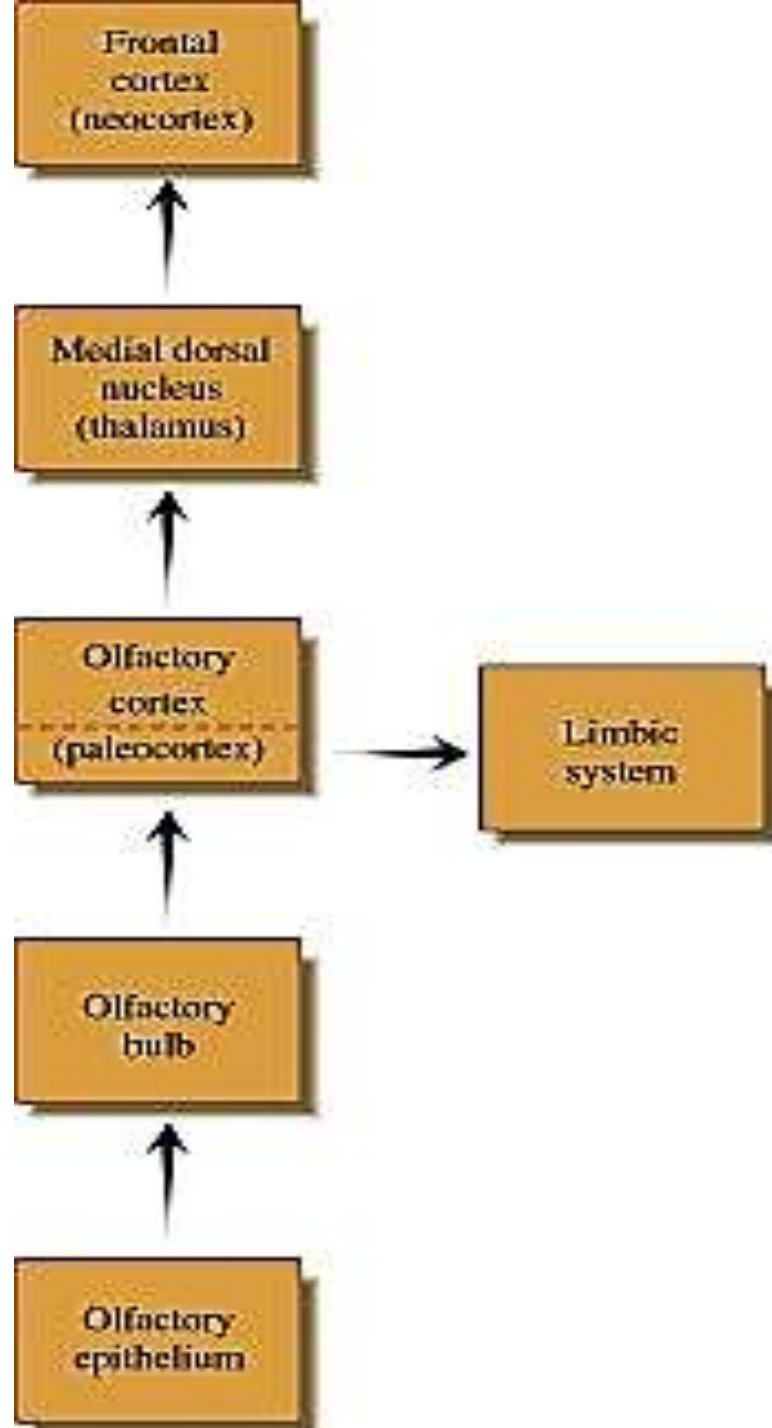 Frontal
cortex
(neocortex)
Medial dorsal
nucleus
(thalamus)
Olfactory
cortex
(paleocortex)
Limbic
system
Olfactory
bulb
Olfactory
epithelium